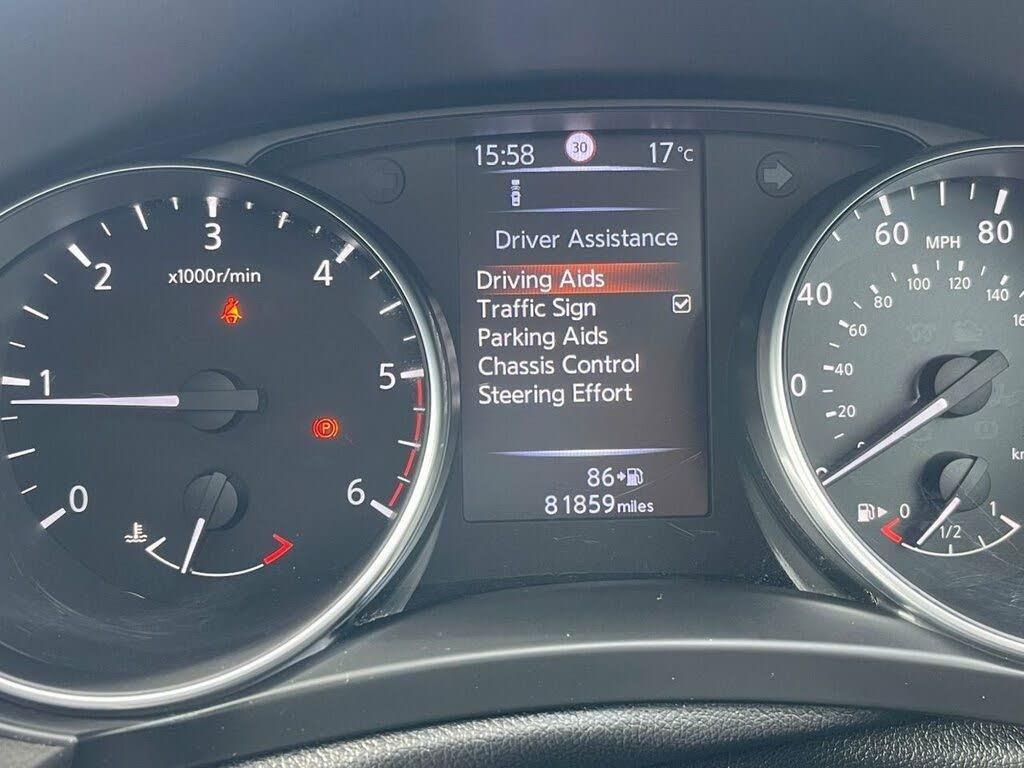 15:58 30 17°C
Driver Assistance
Driving Aids
Traffic Sign
Parking Aids
Chassis Control
Steering Effort
86
81859 miles
0 1 2 3 4 5 6
x1000r/min
P
0 40 60 80
MPH
20 40 60 80 100 120 140
km
0 1/2 1